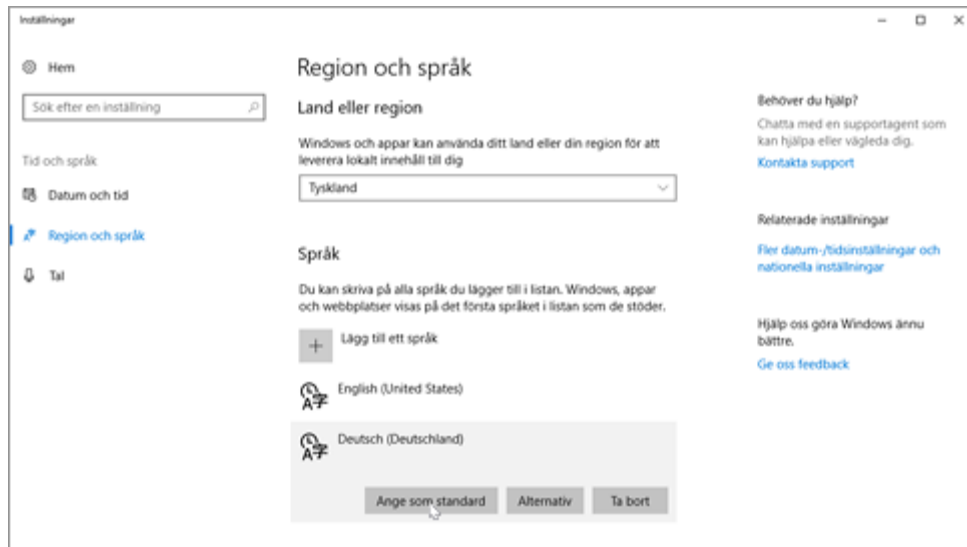 Inställningar
Hem
Sök efter en inställning
Tid och språk
Datum och tid
Region och språk
Tal
Region och språk
Land eller region
Windows och appar kan använda ditt land eller din region för att
leverera lokalt innehåll till dig
Tyskland
Språk
Du kan skriva på alla språk du lägger till i listan. Windows, appar
och webbplatser visas på det första språket i listan som de stöder.
Lägg till ett språk
English (United States)
Deutsch (Deutschland)
Ange som standard
Alternativ
Ta bort
Behöver du hjälp?
Chatta med en supportagent som
kan hjälpa eller vägleda dig.
Kontakta support
Relaterade inställningar
Fler datum-/tidsinställningar och
nationella inställningar
Hjälp oss göra Windows ännu
bättre.
Ge oss feedback